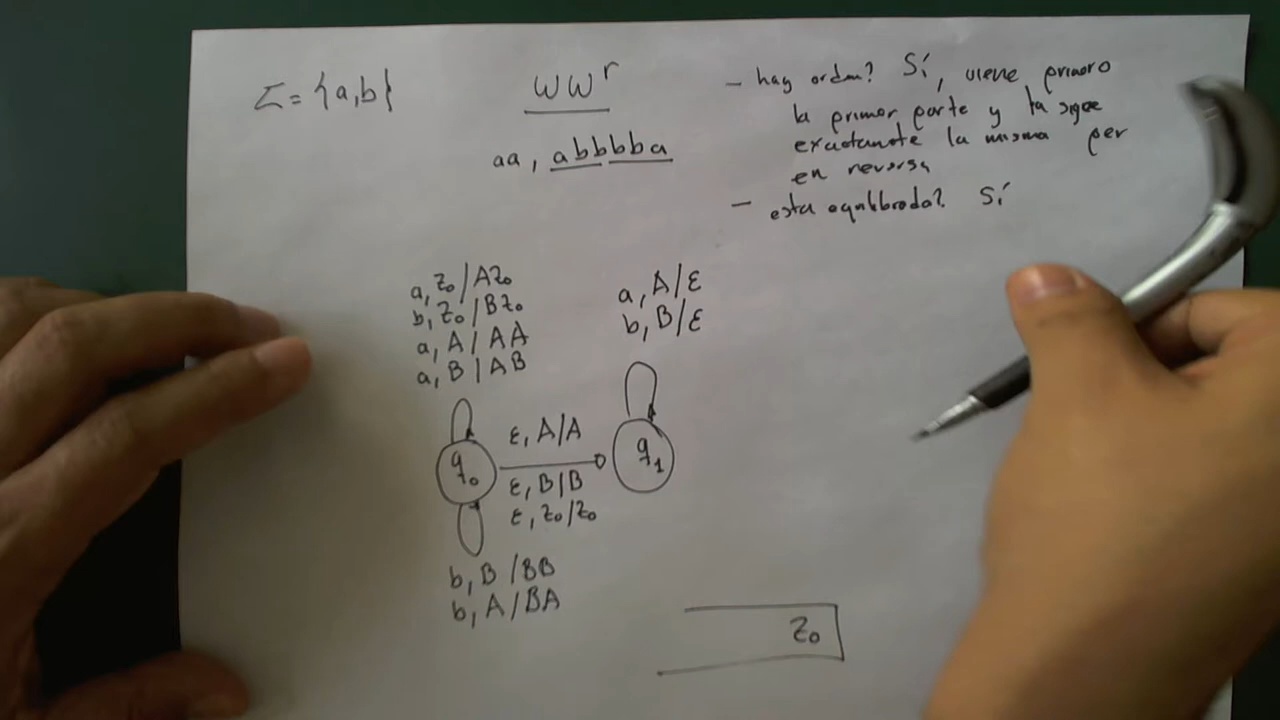 Σ = {a,b}
ww^r
aa, abbbba
- hay orden? Sí, viene primero
la primer parte y la sigue
exactamente la misma per
en reversa
- esta equilibrado? Sí
a, z₀ / Az₀
b, z₀ / Bz₀
a, A / AA
a, B / AB
a, A / ε
b, B / ε
ε, A/A
q₀
q₁
ε, B/B
ε, z₀/z₀
b, B / BB
b, A / BA
z₀